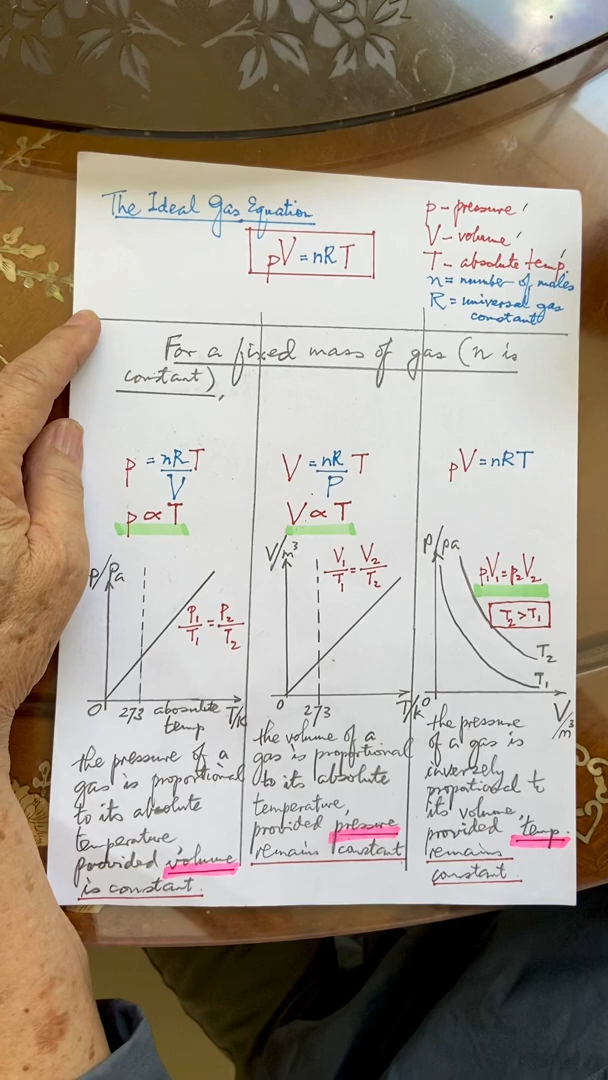 The Ideal Gas Equation
pV = nRT
p – pressure
V – volume
T – absolute temp.
n = number of moles
R = universal gas
constant
For a fixed mass of gas (n is
constant),
p = nR/V T
p ∝ T
P/Pa
P₁/T₁ = P₂/T₂
0
273
abosulute
temp
T/K
the pressure of a
gas is proportional
to its absolute
temperature
provided volume
is constant.
V = nR/P T
V ∝ T
V/m³
V₁/T₁ = V₂/T₂
0
273
T/K
the volume of a
gas is proportional
to its absolute
temperature,
provided pressure
remains constant
pV = nRT
P/pa
p₁V₁ = p₂V₂
T₂ > T₁
T₂
T₁
0
V/m³
the pressure
of a gas is
inversely
propotional to
its volume,
provided temp.
remains
constant.